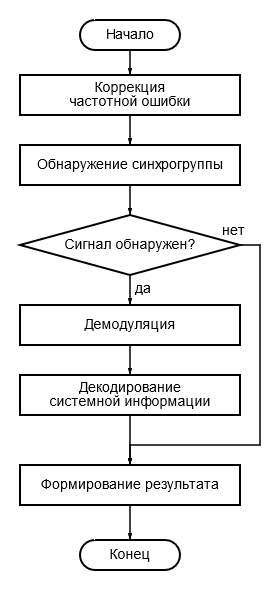 Начало
Коррекция
частотной ошибки
Обнаружение синхрогруппы
нет
Сигнал обнаружен?
да
Демодуляция
Декодирование
системной информации
Формирование результата
Конец